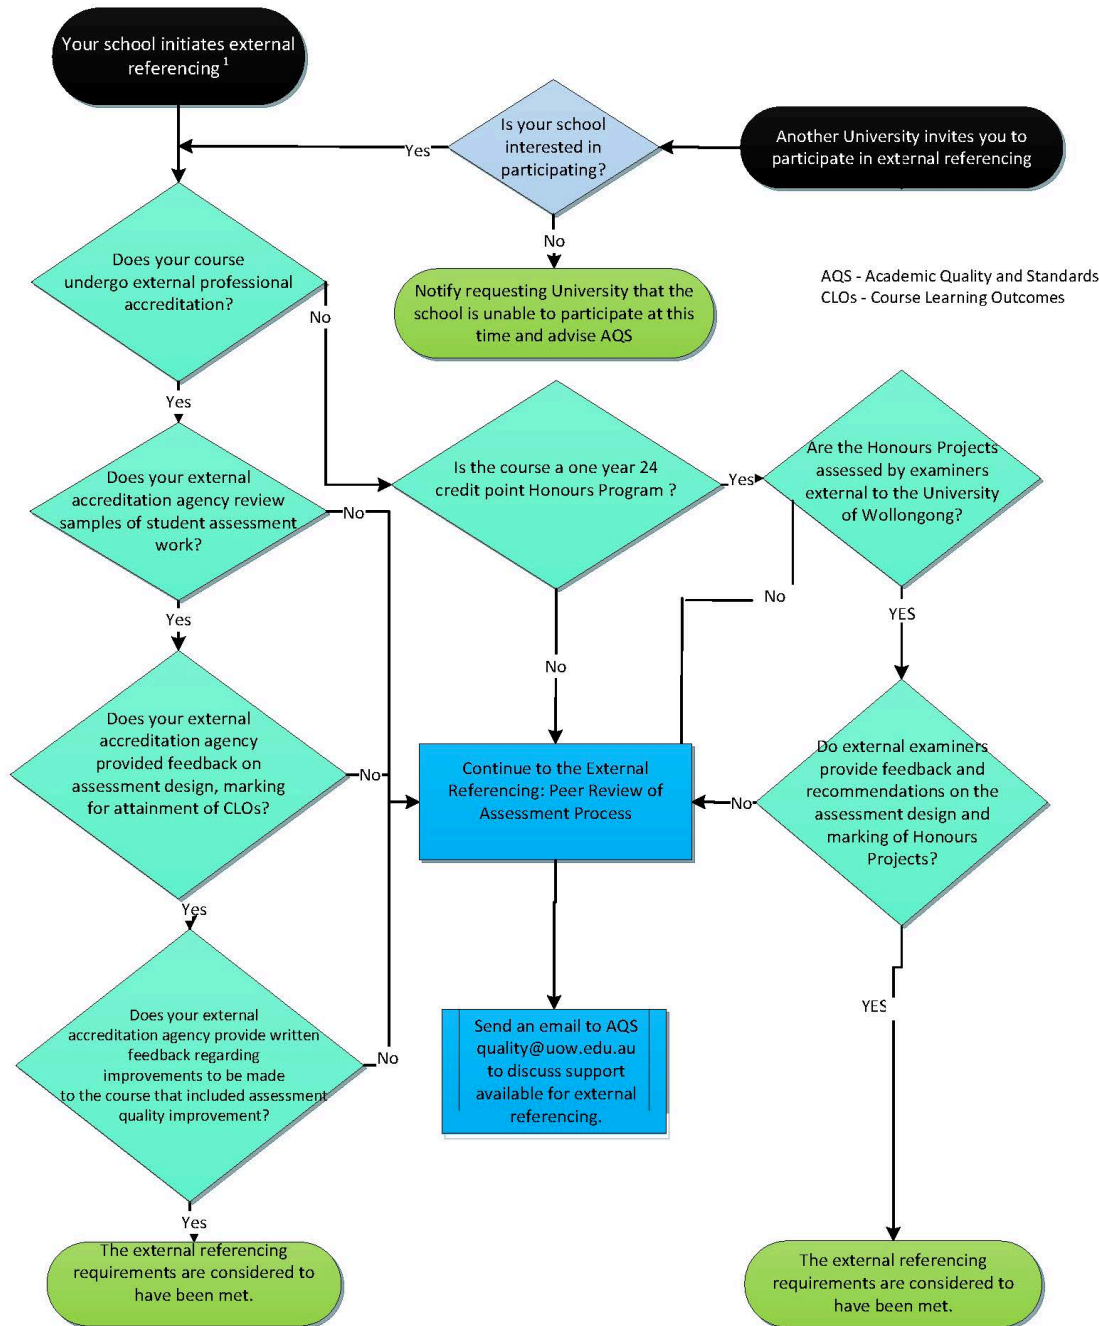 Your school initiates external
referencing 1
Is your school
interested in
participating?
Another University invites you to
participate in external referencing
Yes
No
Does your course
undergo external professional
accreditation?
No
Notify requesting University that the
school is unable to participate at this
time and advise AQS
AQS - Academic Quality and Standards
CLOs - Course Learning Outcomes
Yes
Does your external
accreditation agency review
samples of student assessment
work?
No
Is the course a one year 24
credit point Honours Program ?
Yes
Are the Honours Projects
assessed by examiners
external to the University
of Wollongong?
No
YES
Yes
No
Does your external
accreditation agency
provided feedback on
assessment design, marking
for attainment of CLOs?
No
Continue to the External
Referencing: Peer Review of
Assessment Process
No
Do external examiners
provide feedback and
recommendations on the
assessment design and
marking of Honours
Projects?
Yes
Does your external
accreditation agency provide written
feedback regarding
improvements to be made
to the course that included assessment
quality improvement?
No
Send an email to AQS
quality@uow.edu.au
to discuss support
available for external
referencing.
YES
Yes
The external referencing
requirements are considered to
have been met.
The external referencing
requirements are considered to
have been met.